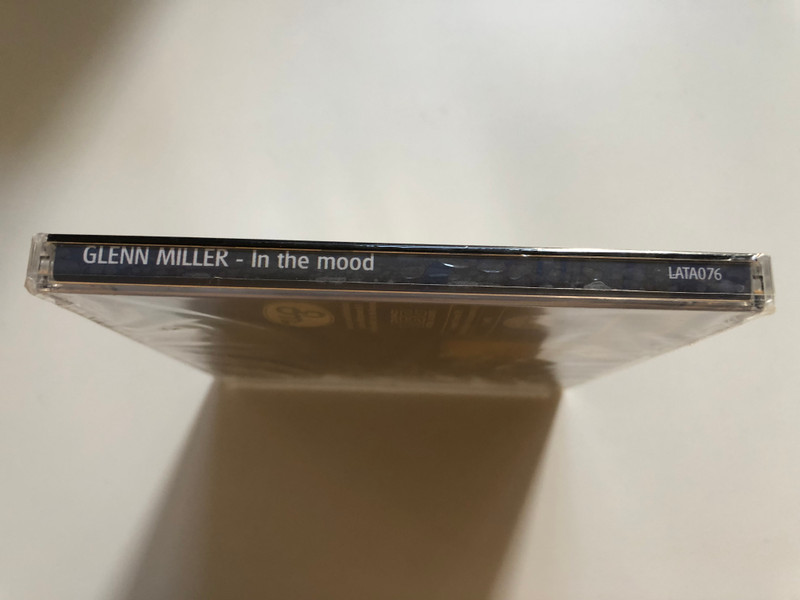 GLENN MILLER - In the mood
LATA076